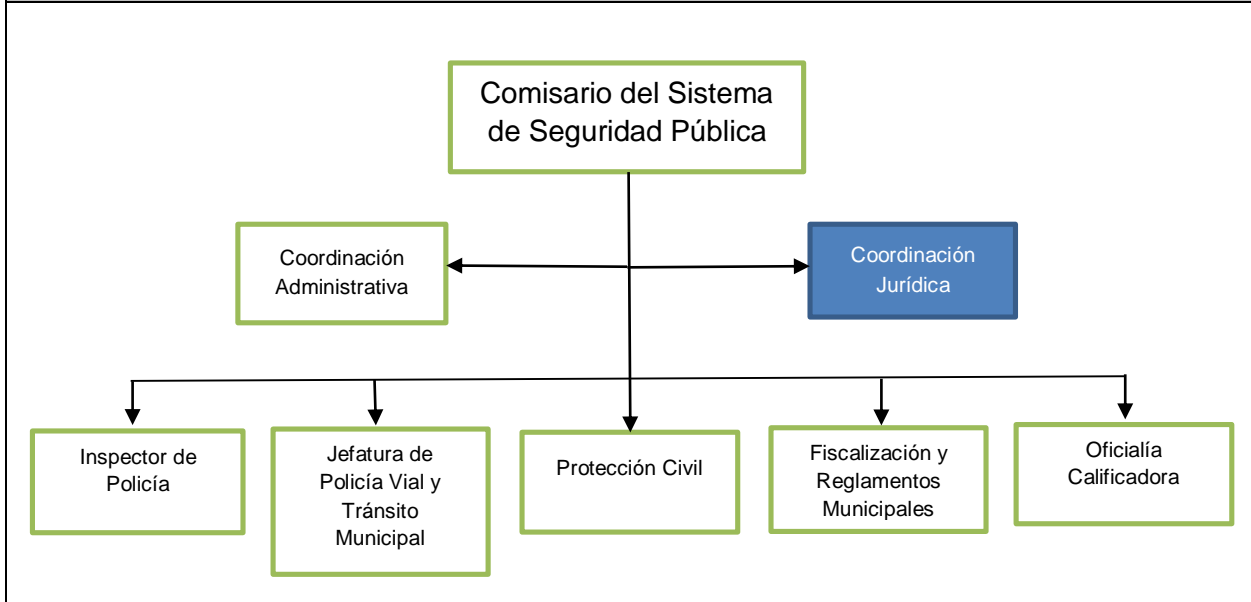 Comisario del Sistema
de Seguridad Pública
Coordinación
Administrativa
Coordinación
Jurídica
Inspector de
Policía
Jefatura de
Policía Vial y
Tránsito
Municipal
Protección Civil
Fiscalización y
Reglamentos
Municipales
Oficialía
Calificadora